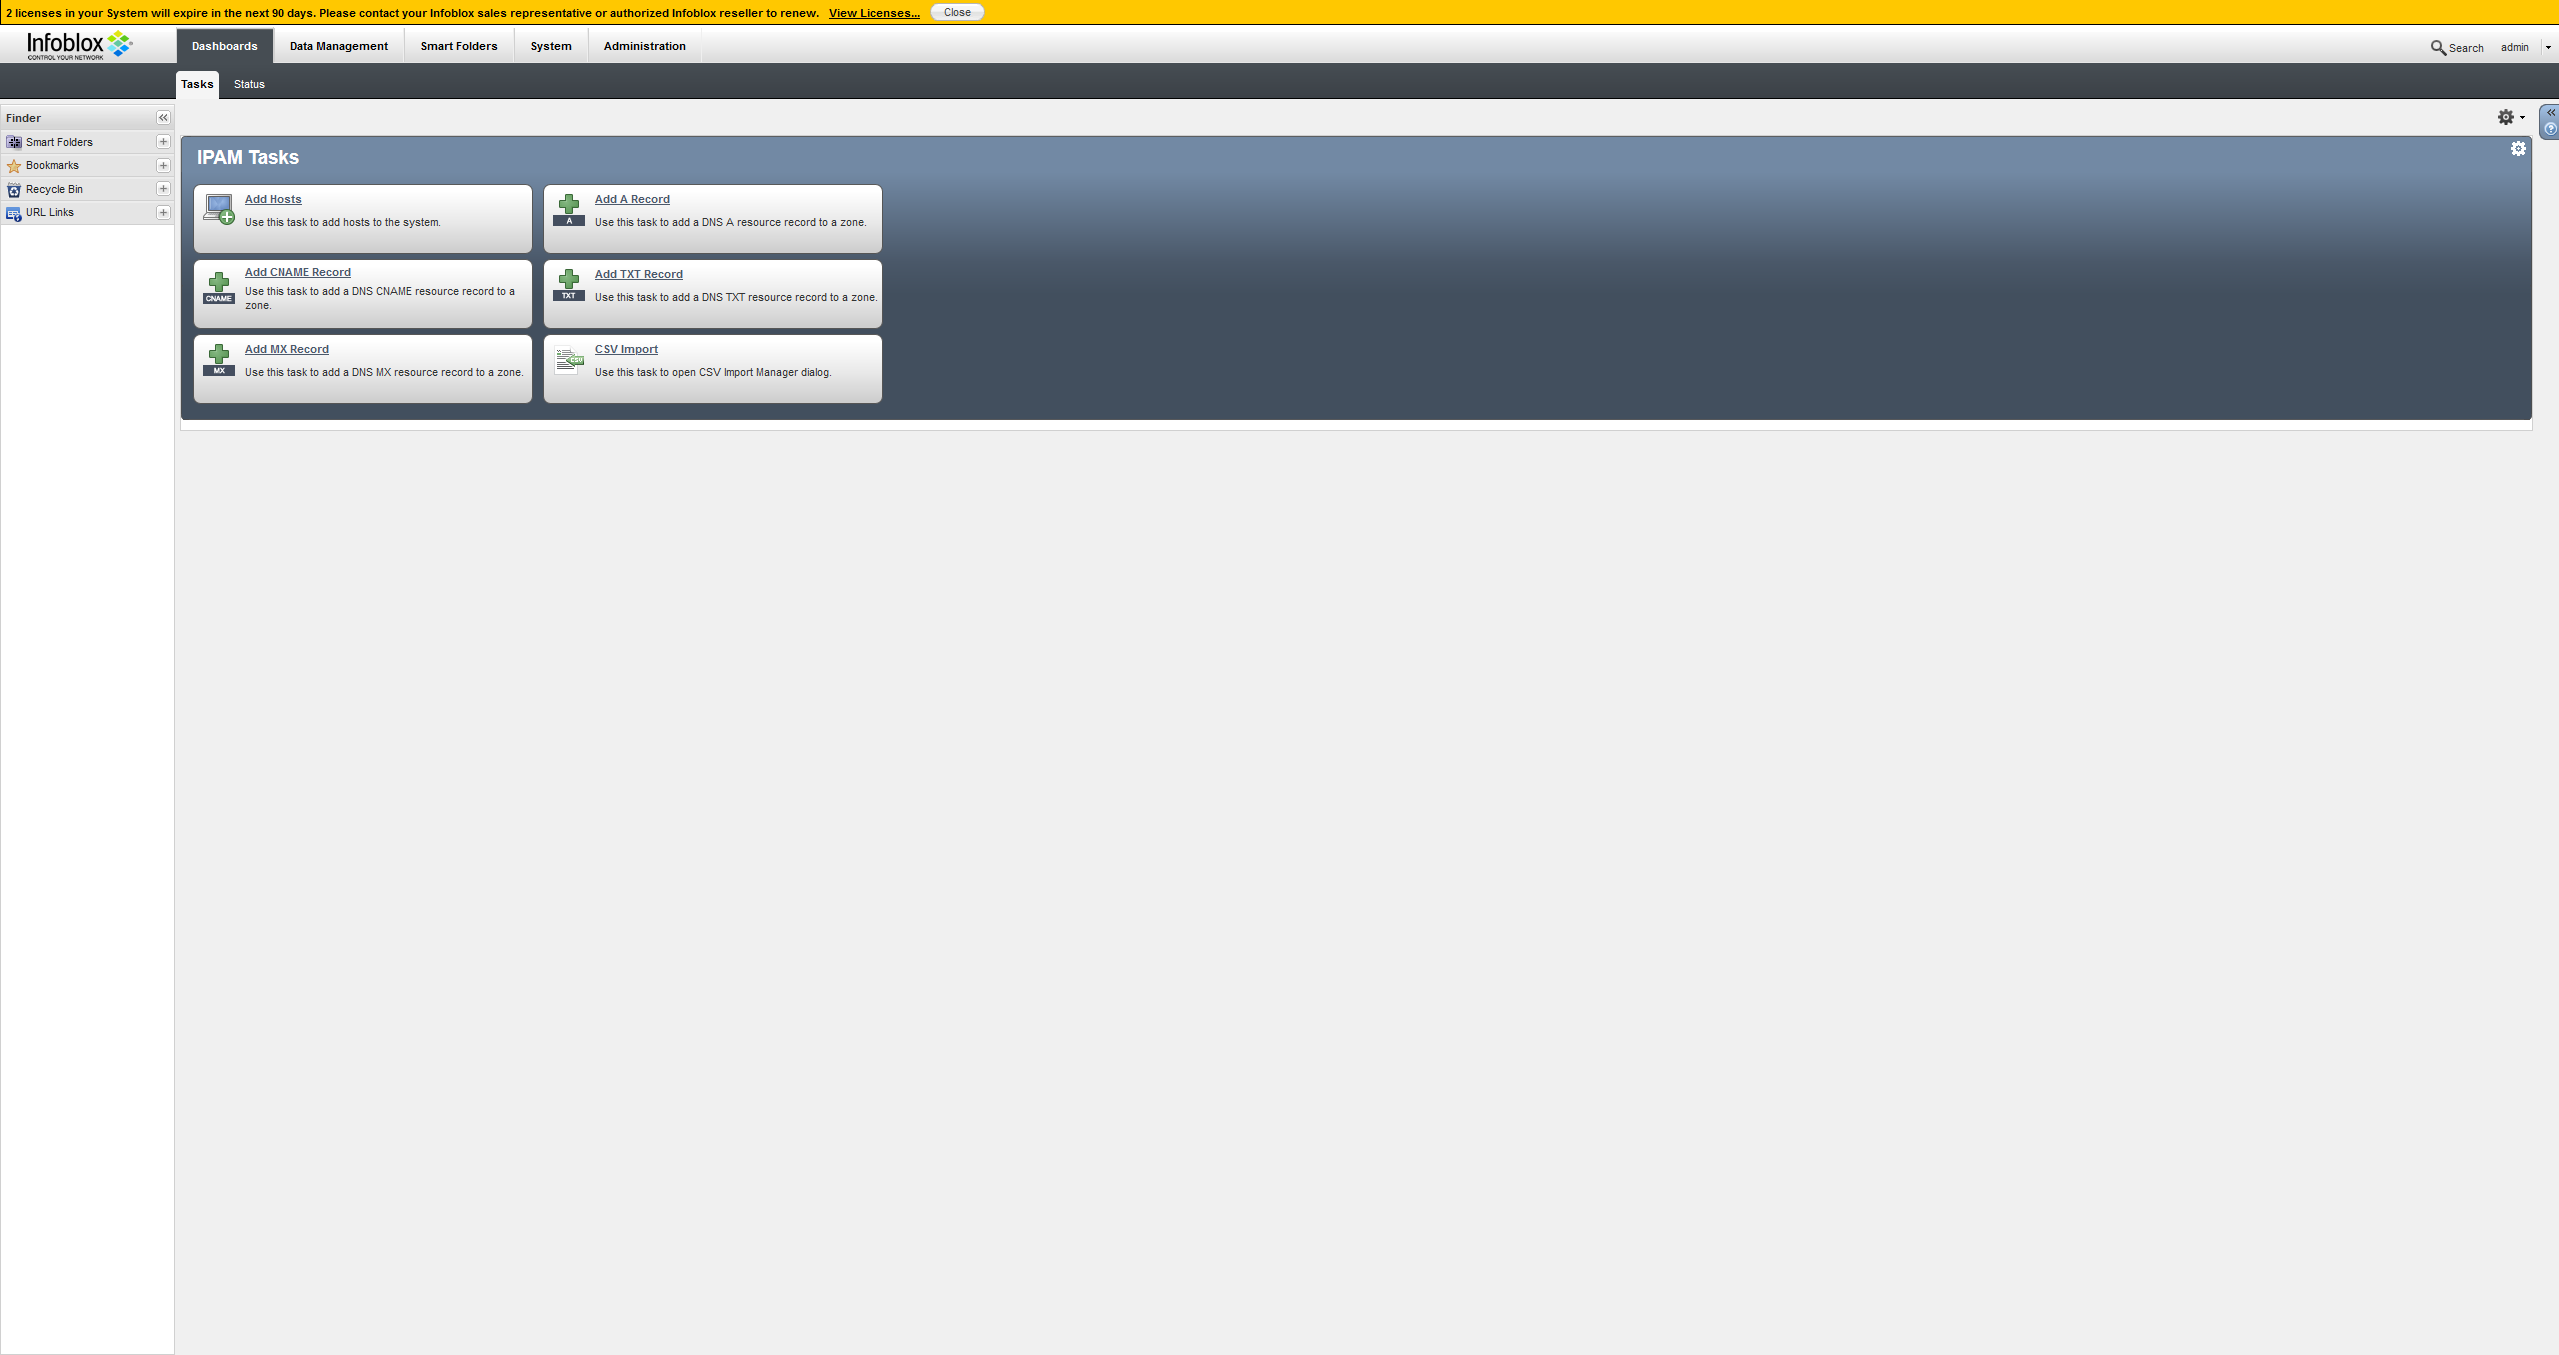 2 licenses in your System will expire in the next 90 days. Please contact your Infoblox sales representative or authorized Infoblox reseller to renew. View Licenses... Close
Infoblox
CONTROL YOUR NETWORK
Dashboards Data Management Smart Folders System Administration
Search admin
Tasks Status
Finder
Smart Folders
Bookmarks
Recycle Bin
URL Links
IPAM Tasks
Add Hosts
Use this task to add hosts to the system.
A
Add A Record
Use this task to add a DNS A resource record to a zone.
CNAME
Add CNAME Record
Use this task to add a DNS CNAME resource record to a
zone.
TXT
Add TXT Record
Use this task to add a DNS TXT resource record to a zone.
MX
Add MX Record
Use this task to add a DNS MX resource record to a zone.
CSV
CSV Import
Use this task to open CSV Import Manager dialog.